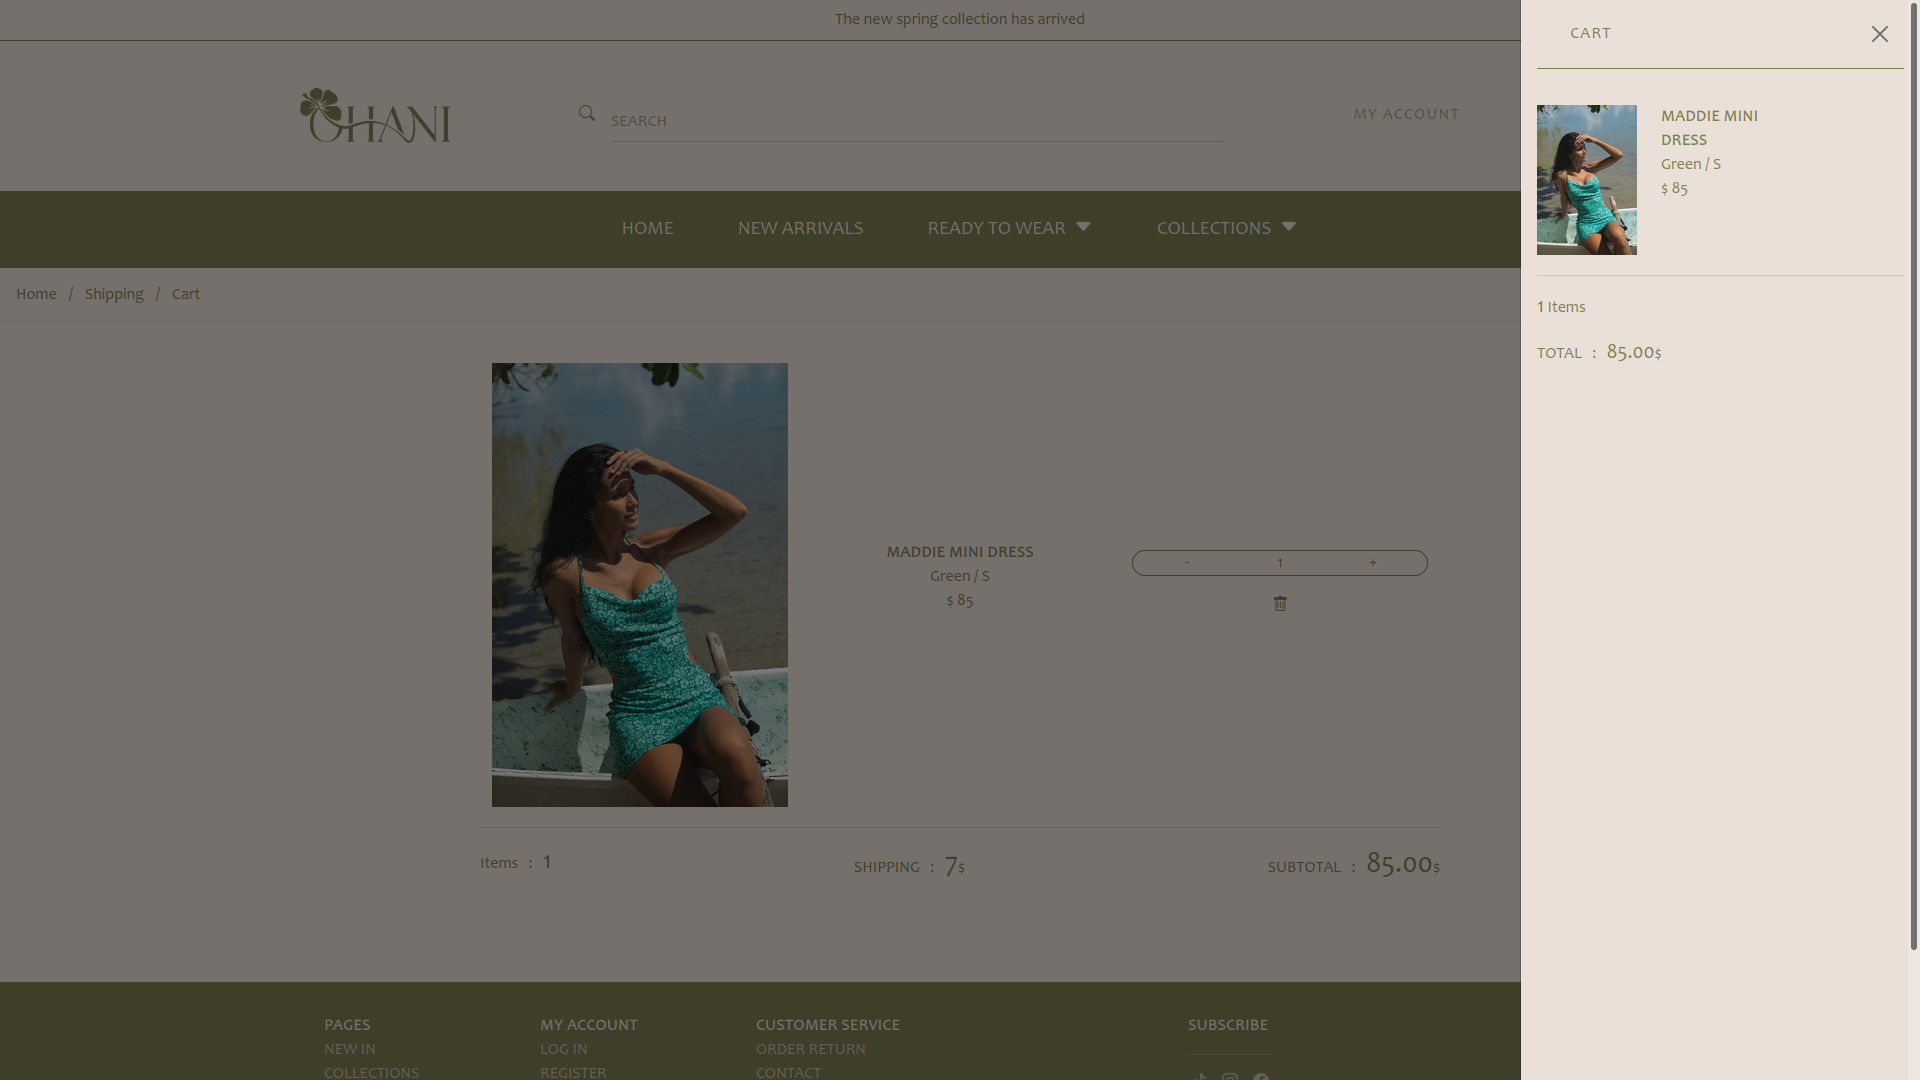 The new spring collection has arrived
OHANI
SEARCH
MY ACCOUNT
HOME
NEW ARRIVALS
READY TO WEAR
COLLECTIONS
Home / Shipping / Cart
MADDIE MINI DRESS
Green / S
$ 85
- 1 +
Items : 1
SHIPPING : 7$
SUBTOTAL : 85.00$
PAGES
NEW IN
COLLECTIONS
MY ACCOUNT
LOG IN
REGISTER
CUSTOMER SERVICE
ORDER RETURN
CONTACT
SUBSCRIBE
CART
MADDIE MINI
DRESS
Green / S
$ 85
1 Items
TOTAL : 85.00$